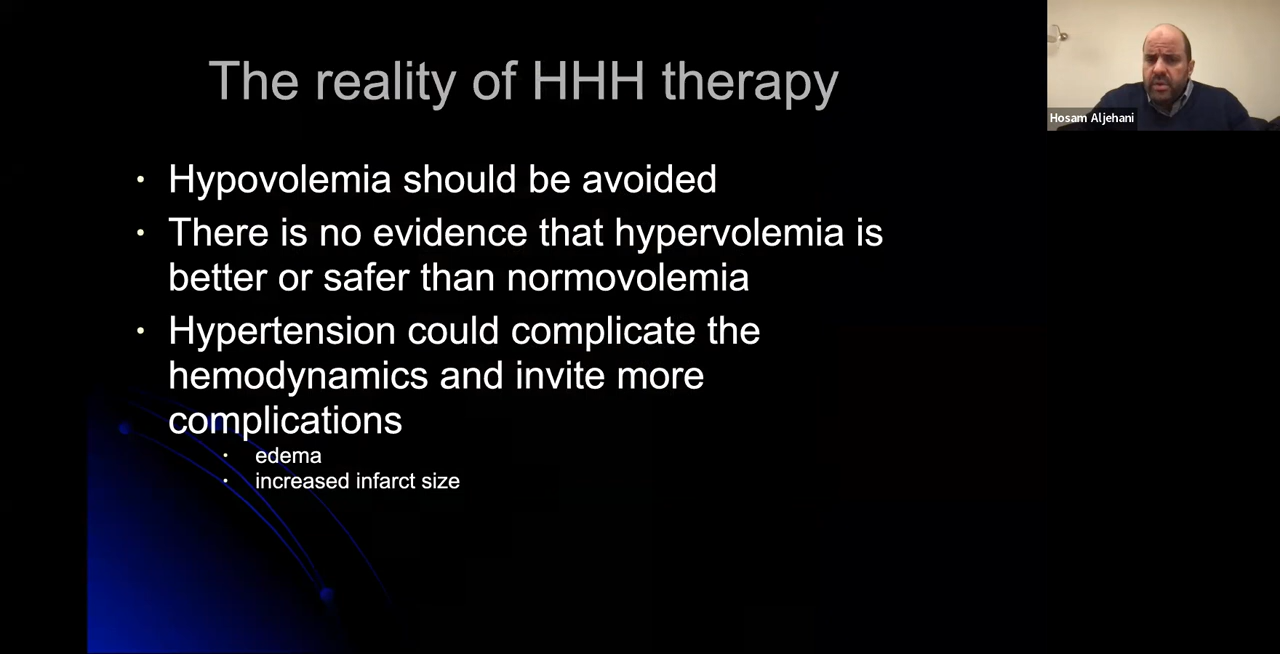 The reality of HHH therapy
Hosam Aljehani
• Hypovolemia should be avoided
• There is no evidence that hypervolemia is
better or safer than normovolemia
• Hypertension could complicate the
hemodynamics and invite more
complications
• edema
• increased infarct size